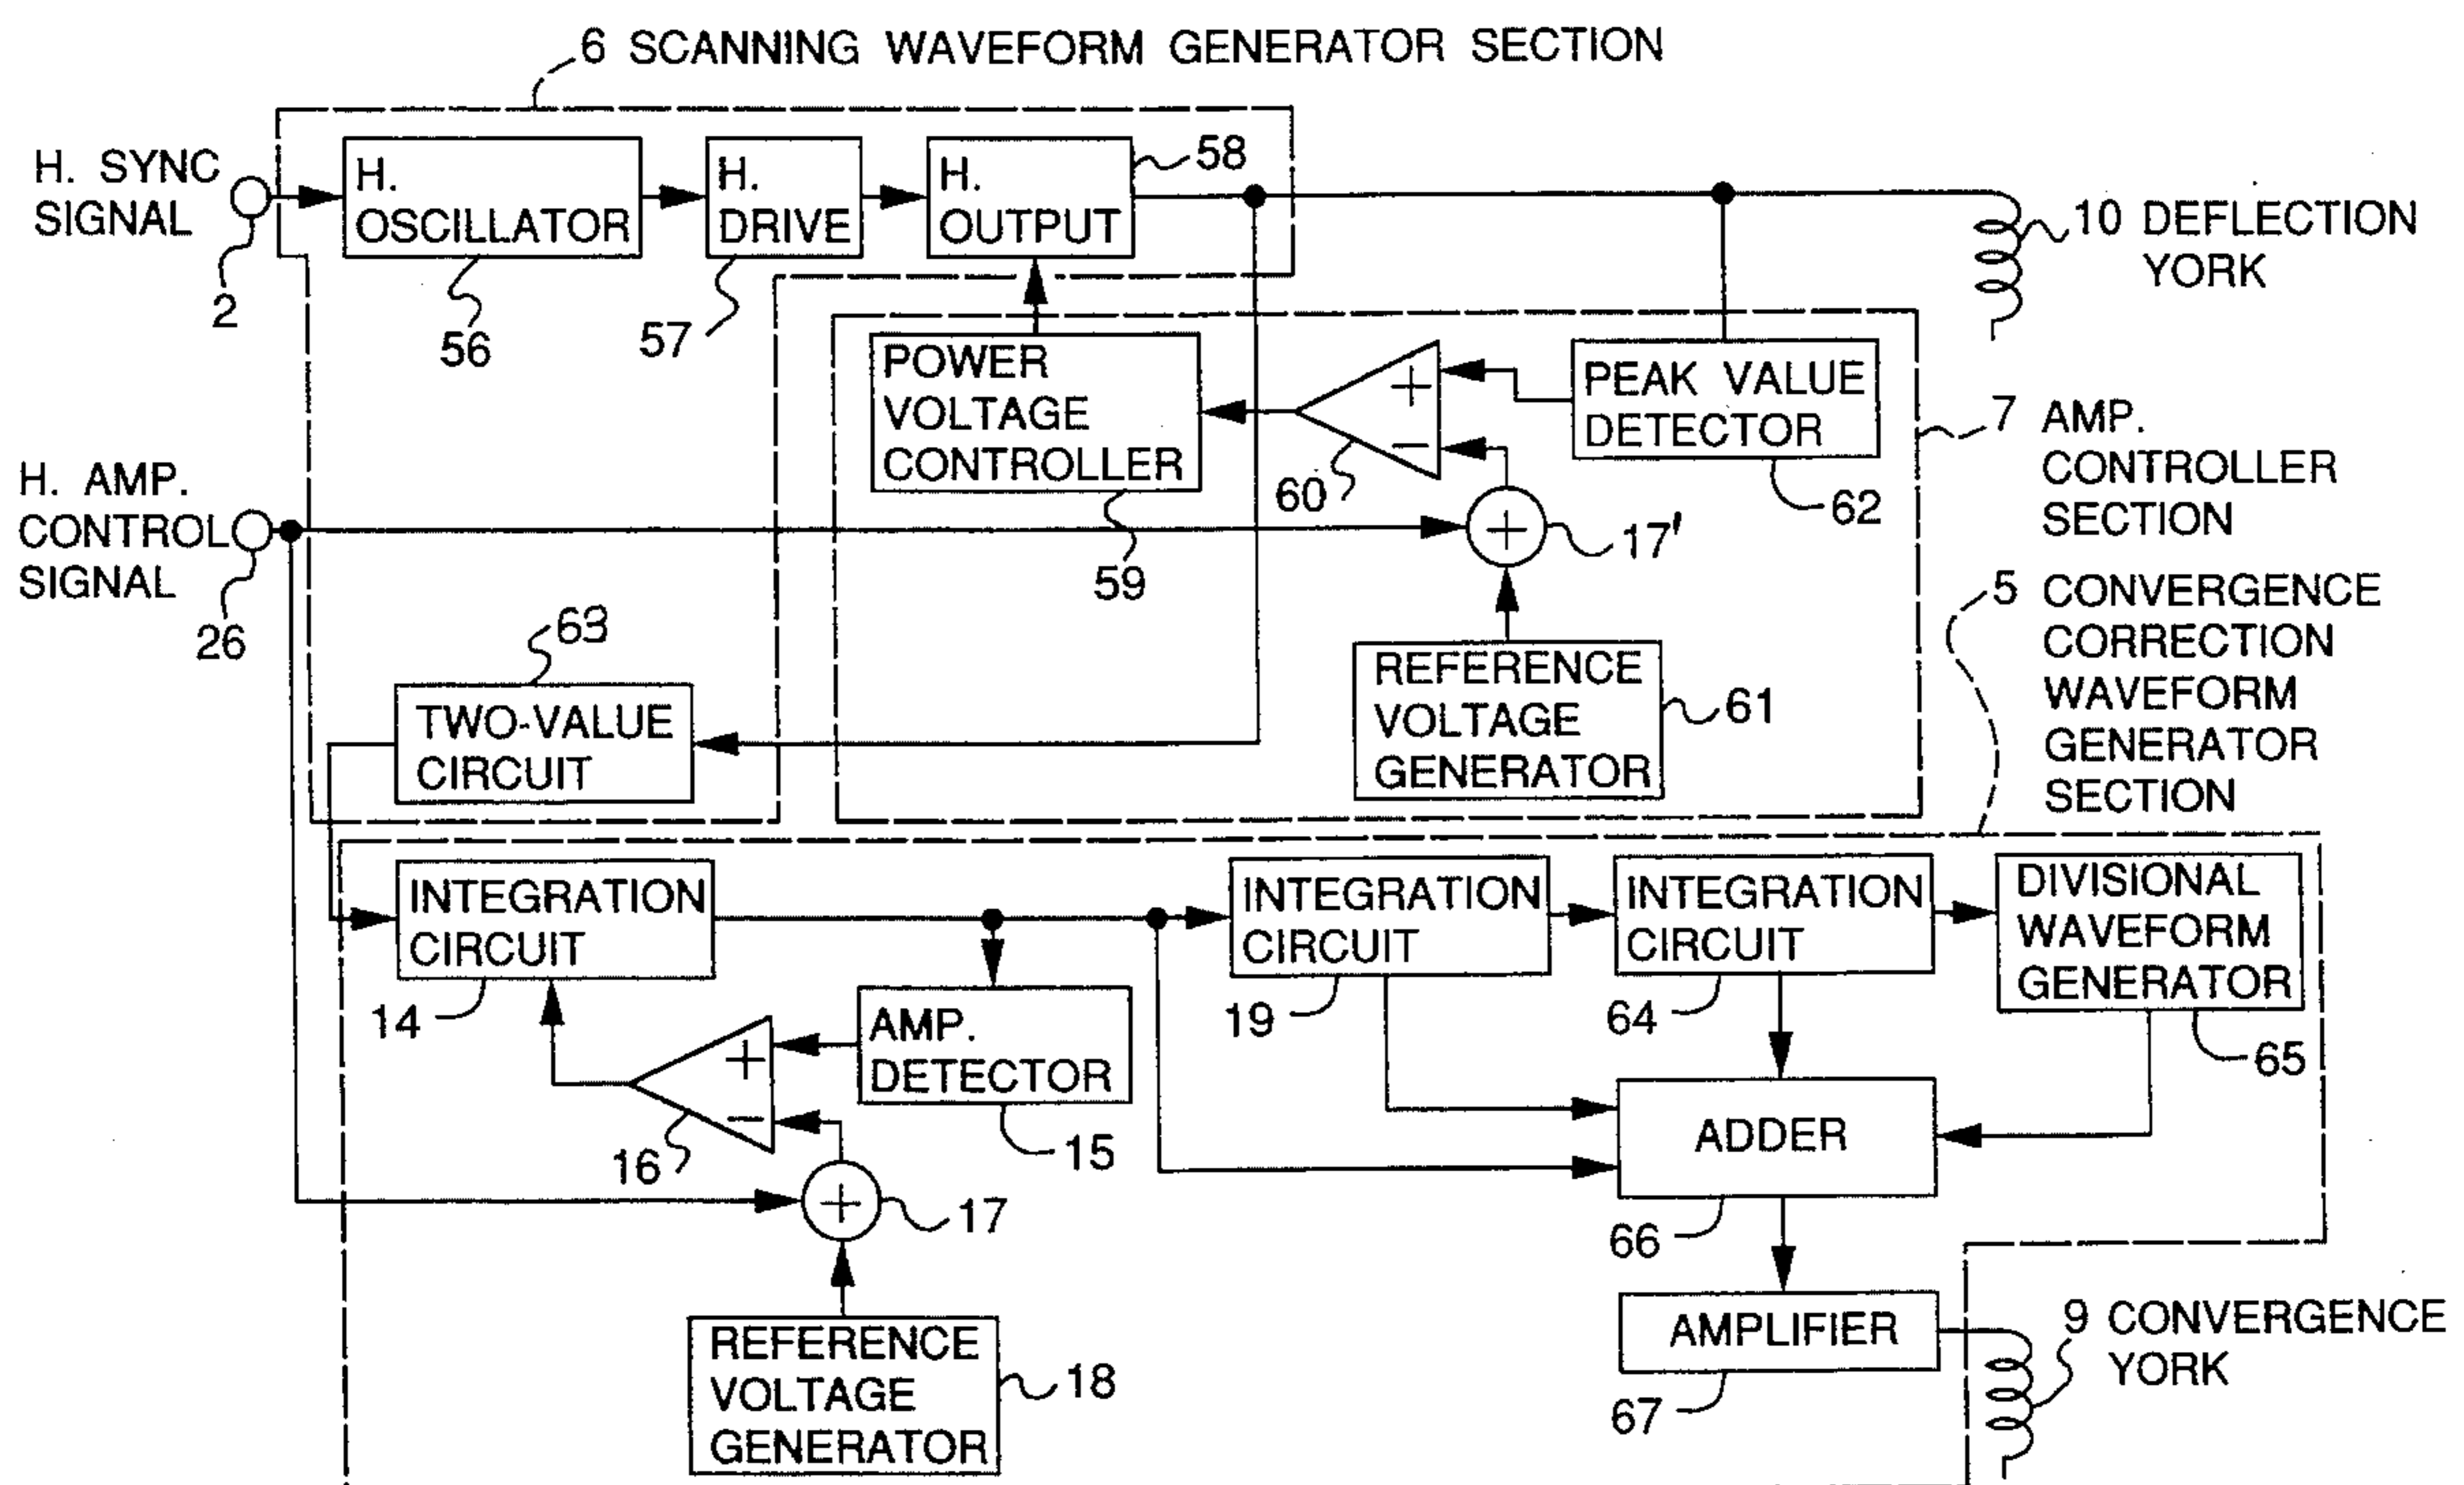 6 SCANNING WAVEFORM GENERATOR SECTION
H. SYNC
SIGNAL
2
H.
OSCILLATOR
56
H.
DRIVE
57
H.
OUTPUT
58
10 DEFLECTION
YORK
POWER
VOLTAGE
CONTROLLER
59
+
−
60
PEAK VALUE
DETECTOR
62
7 AMP.
CONTROLLER
SECTION
H. AMP.
CONTROL
SIGNAL
26
+
17'
REFERENCE
VOLTAGE
GENERATOR
61
63
TWO-VALUE
CIRCUIT
5 CONVERGENCE
CORRECTION
WAVEFORM
GENERATOR
SECTION
INTEGRATION
CIRCUIT
14
INTEGRATION
CIRCUIT
19
INTEGRATION
CIRCUIT
64
DIVISIONAL
WAVEFORM
GENERATOR
65
AMP.
DETECTOR
15
+
−
16
+
17
ADDER
66
REFERENCE
VOLTAGE
GENERATOR
18
AMPLIFIER
67
9 CONVERGENCE
YORK